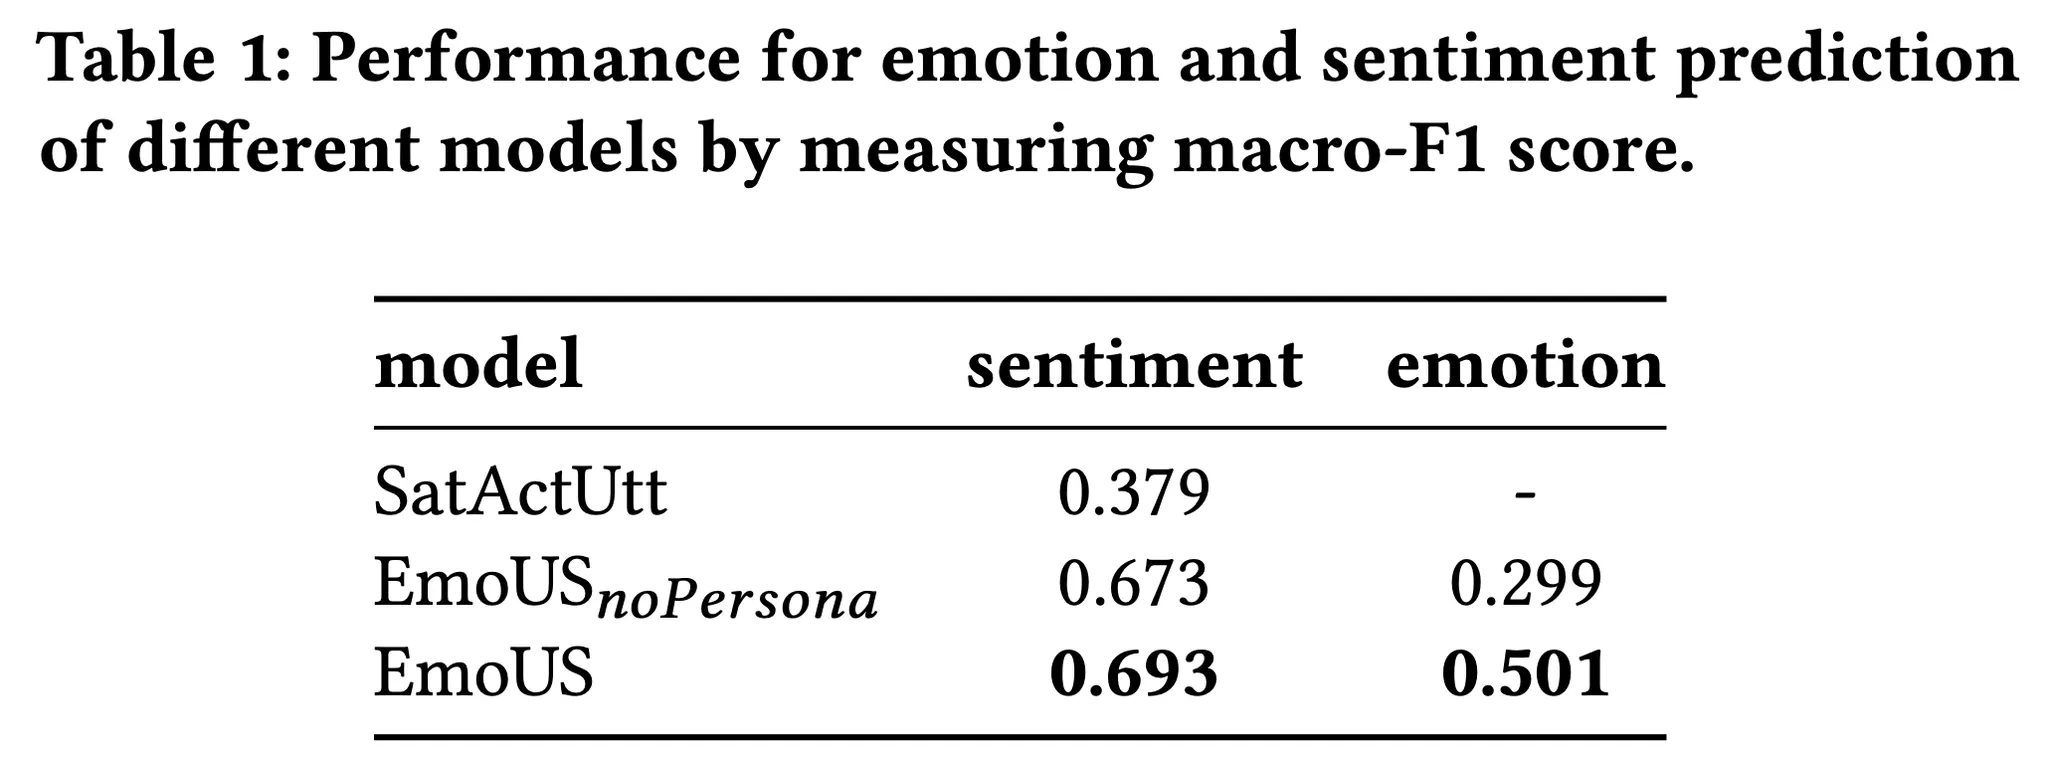 Table 1: Performance for emotion and sentiment prediction
of different models by measuring macro-F1 score.
model sentiment emotion
SatActUtt 0.379 -
EmoUSnoPersona 0.673 0.299
EmoUS 0.693 0.501